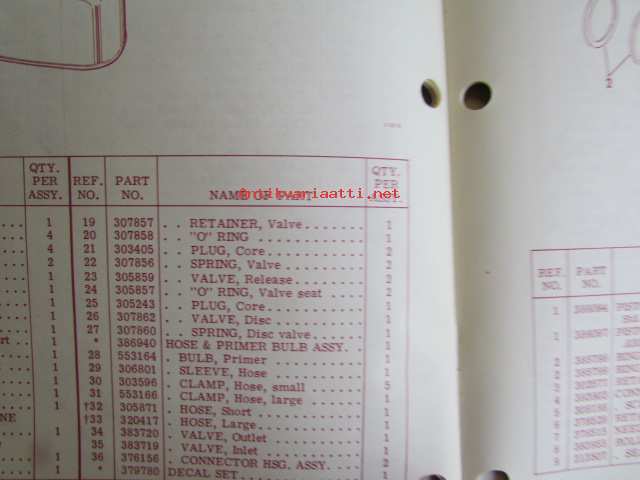 2
antikvariaatti.net
QTY. PER ASSY. REF. NO. PART NO. NAME OF PART QTY. PER ASSY.
1 19 307857 . . RETAINER, Valve 1
4 20 307858 . . "O" RING 1
4 21 303405 . . PLUG, Core 2
2 22 307856 . . SPRING, Valve 2
1 23 305859 . . VALVE, Release 2
1 24 305857 . . "O" RING, Valve seat 2
1 25 305243 . . PLUG, Core 1
1 26 307862 . . VALVE, Disc 1
1 27 307860 . . SPRING, Disc valve 1
1 * 386940 HOSE & PRIMER BULB ASSY. 1
1 28 553164 . BULB, Primer 1
1 29 306801 . SLEEVE, Hose 1
1 30 303596 . CLAMP, Hose, small 5
1 31 553166 . CLAMP, Hose, large 1
1 †32 305871 . HOSE, Short 1
†33 320417 . HOSE, Large 1
1 34 383720 . VALVE, Outlet 1
35 383719 . VALVE, Inlet 1
1 36 376156 . CONNECTOR HSG. ASSY. 2
1 * 379780 DECAL SET 1
REF. NO. PART NO.